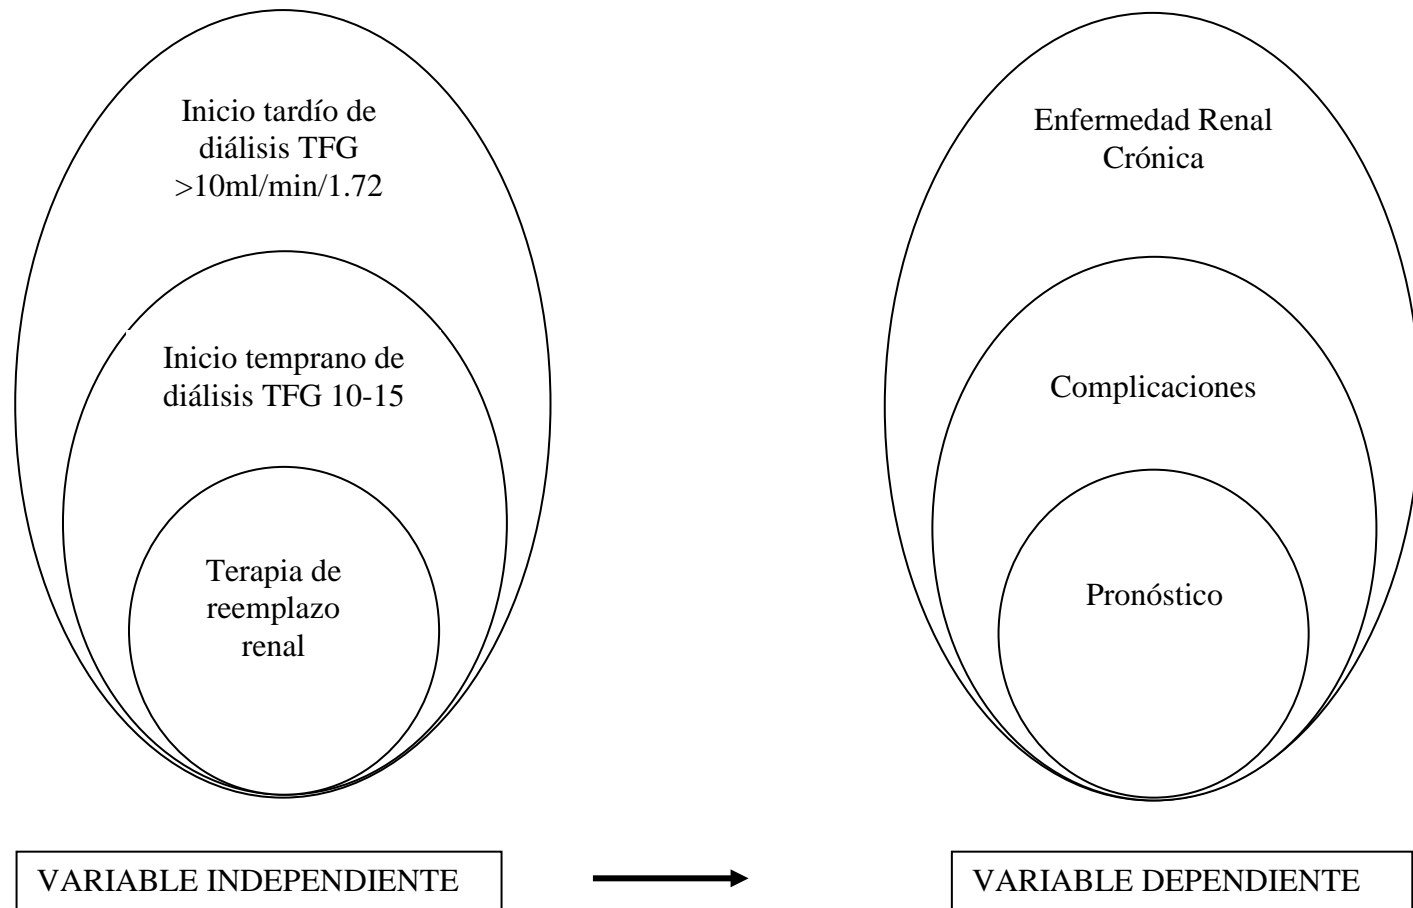 Inicio tardío de
diálisis TFG
>10ml/min/1.72
Inicio temprano de
diálisis TFG 10-15
Terapia de
reemplazo
renal
Enfermedad Renal
Crónica
Complicaciones
Pronóstico
VARIABLE INDEPENDIENTE
VARIABLE DEPENDIENTE